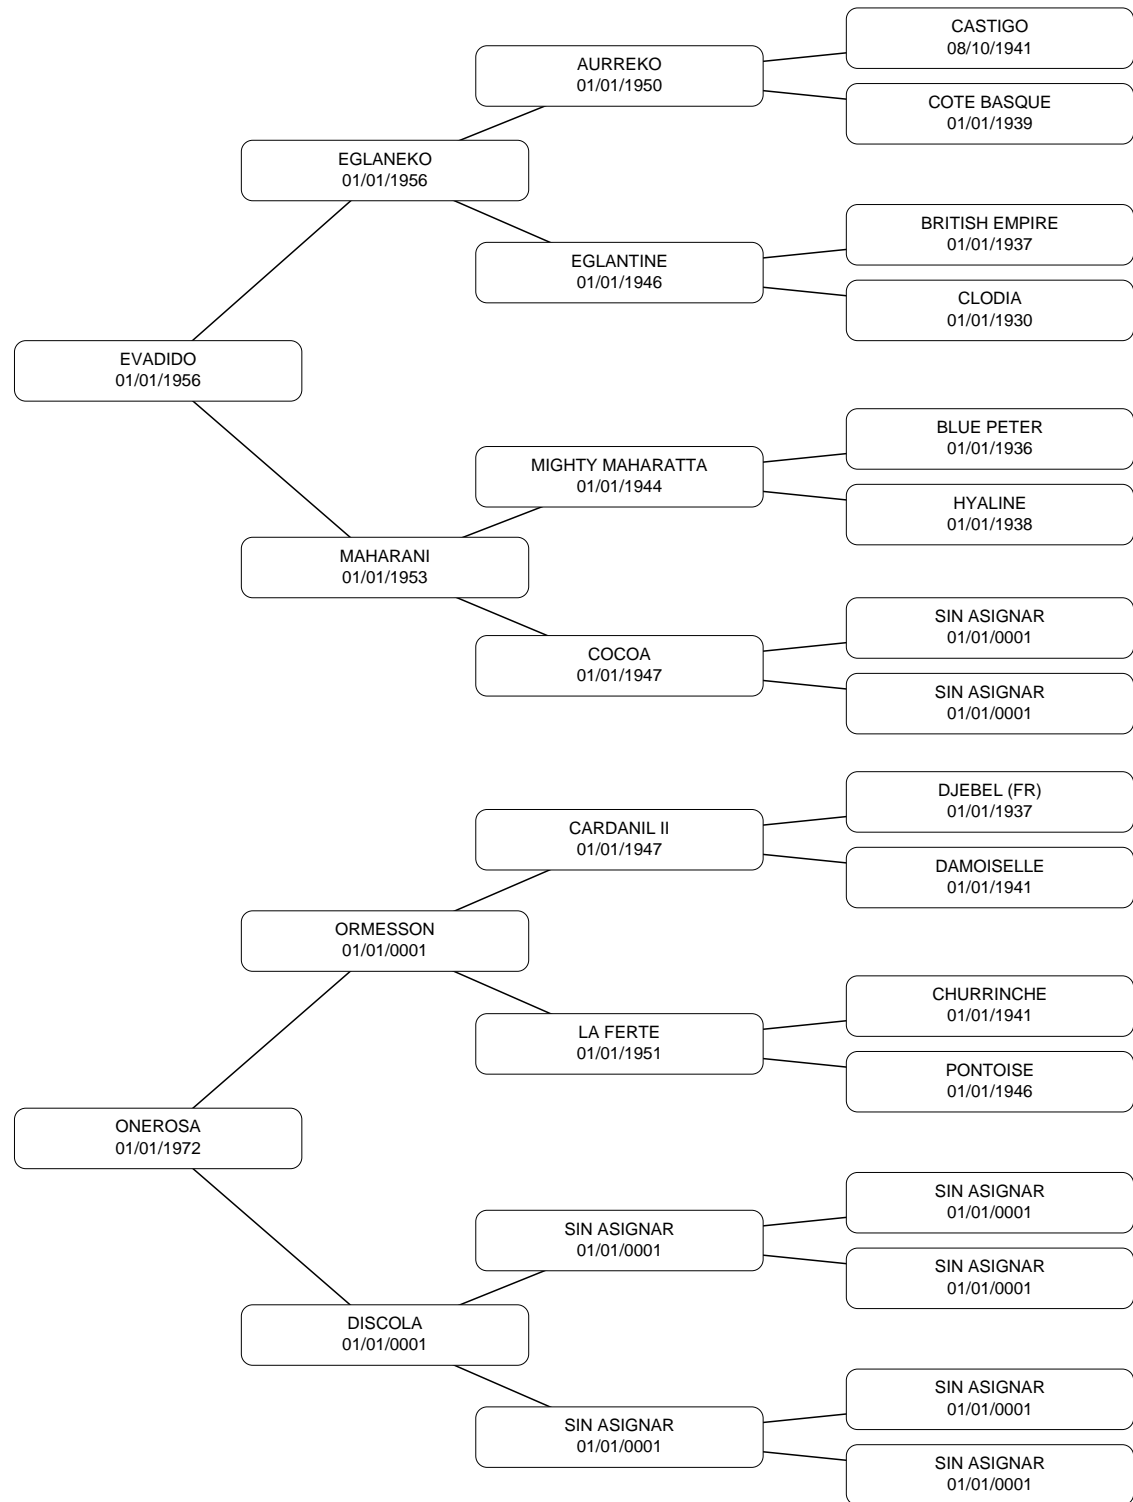 CASTIGO
08/10/1941
AURREKO
01/01/1950
COTE BASQUE
01/01/1939
EGLANEKO
01/01/1956
BRITISH EMPIRE
01/01/1937
EGLANTINE
01/01/1946
CLODIA
01/01/1930
EVADIDO
01/01/1956
BLUE PETER
01/01/1936
MIGHTY MAHARATTA
01/01/1944
HYALINE
01/01/1938
MAHARANI
01/01/1953
SIN ASIGNAR
01/01/0001
COCOA
01/01/1947
SIN ASIGNAR
01/01/0001
DJEBEL (FR)
01/01/1937
CARDANIL II
01/01/1947
DAMOISELLE
01/01/1941
ORMESSON
01/01/0001
CHURRINCHE
01/01/1941
LA FERTE
01/01/1951
PONTOISE
01/01/1946
ONEROSA
01/01/1972
SIN ASIGNAR
01/01/0001
SIN ASIGNAR
01/01/0001
SIN ASIGNAR
01/01/0001
DISCOLA
01/01/0001
SIN ASIGNAR
01/01/0001
SIN ASIGNAR
01/01/0001
SIN ASIGNAR
01/01/0001